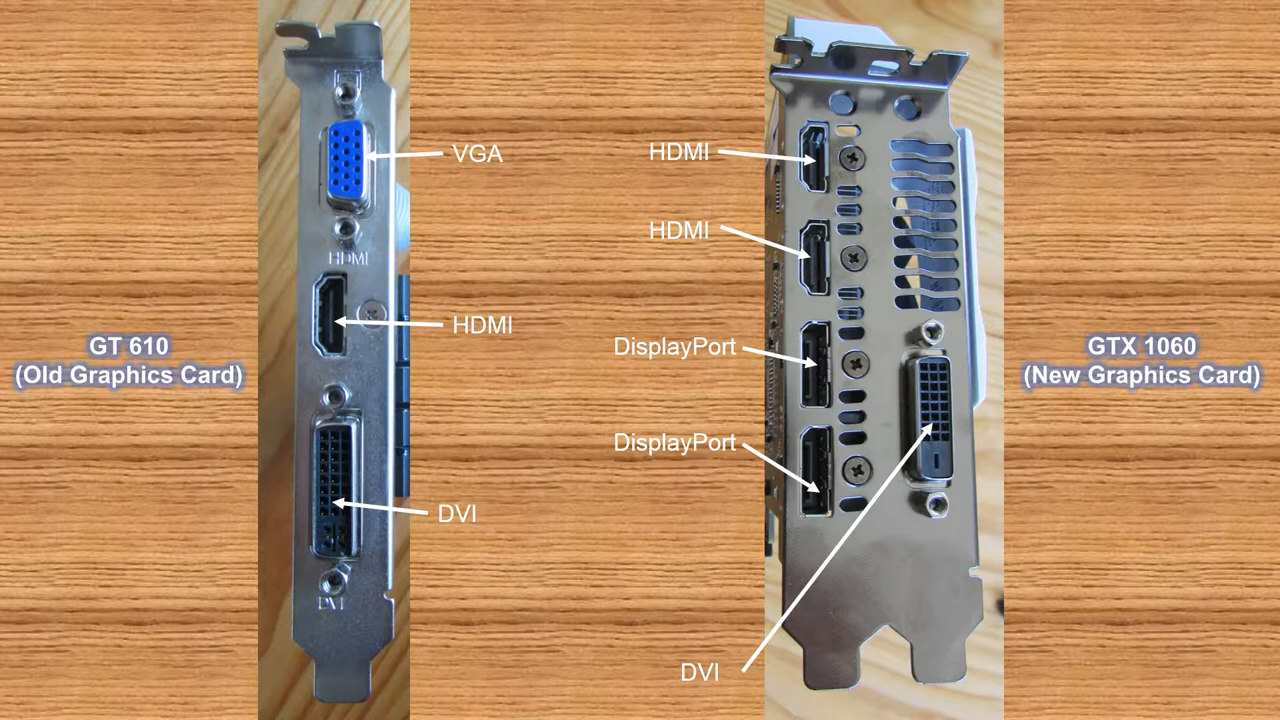 VGA
HDMI
HDMI
DVI
DVI
GT 610
(Old Graphics Card)
HDMI
HDMI
DisplayPort
DisplayPort
DVI
GTX 1060
(New Graphics Card)